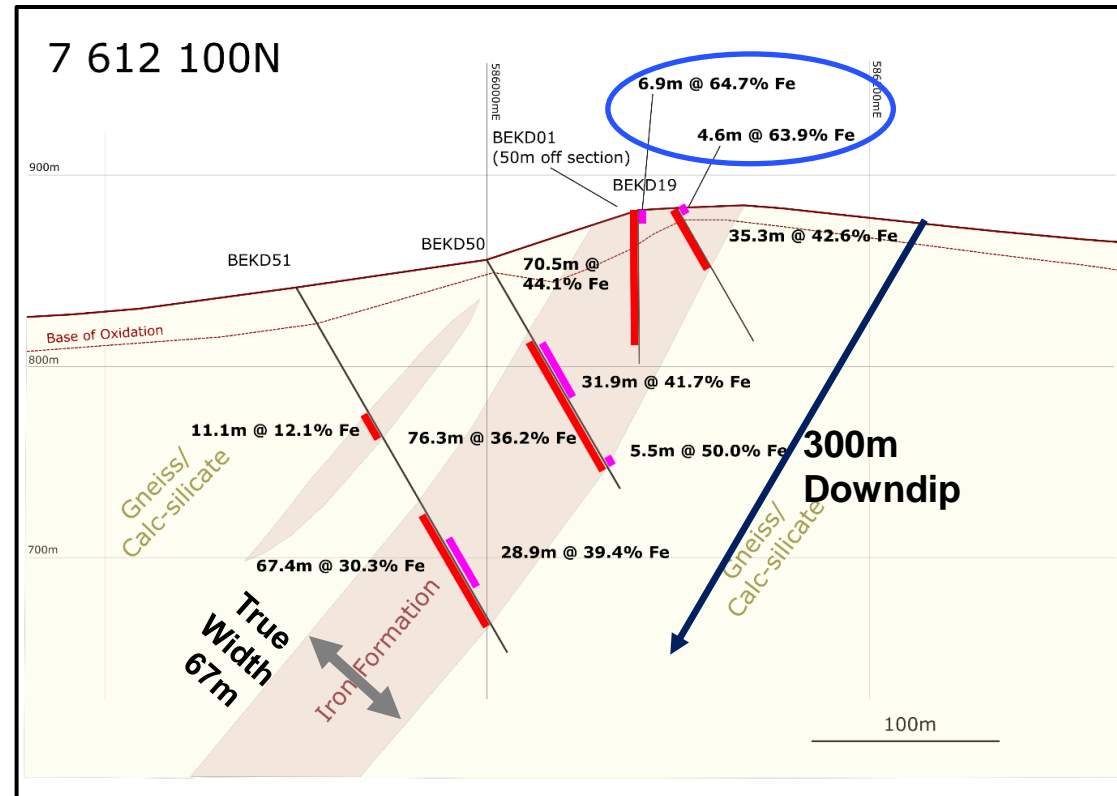 7 612 100N
586000mE
586200mE
6.9m @ 64.7% Fe
4.6m @ 63.9% Fe
BEKD01
(50m off section)
BEKD19
900m
35.3m @ 42.6% Fe
BEKD50
BEKD51
70.5m @
44.1% Fe
Base of Oxidation
800m
31.9m @ 41.7% Fe
11.1m @ 12.1% Fe
76.3m @ 36.2% Fe
5.5m @ 50.0% Fe
300m
Downdip
Gneiss/
Calc-silicate
Gneiss/
Calc-silicate
700m
67.4m @ 30.3% Fe
28.9m @ 39.4% Fe
True
Width
67m
Iron Formation
100m